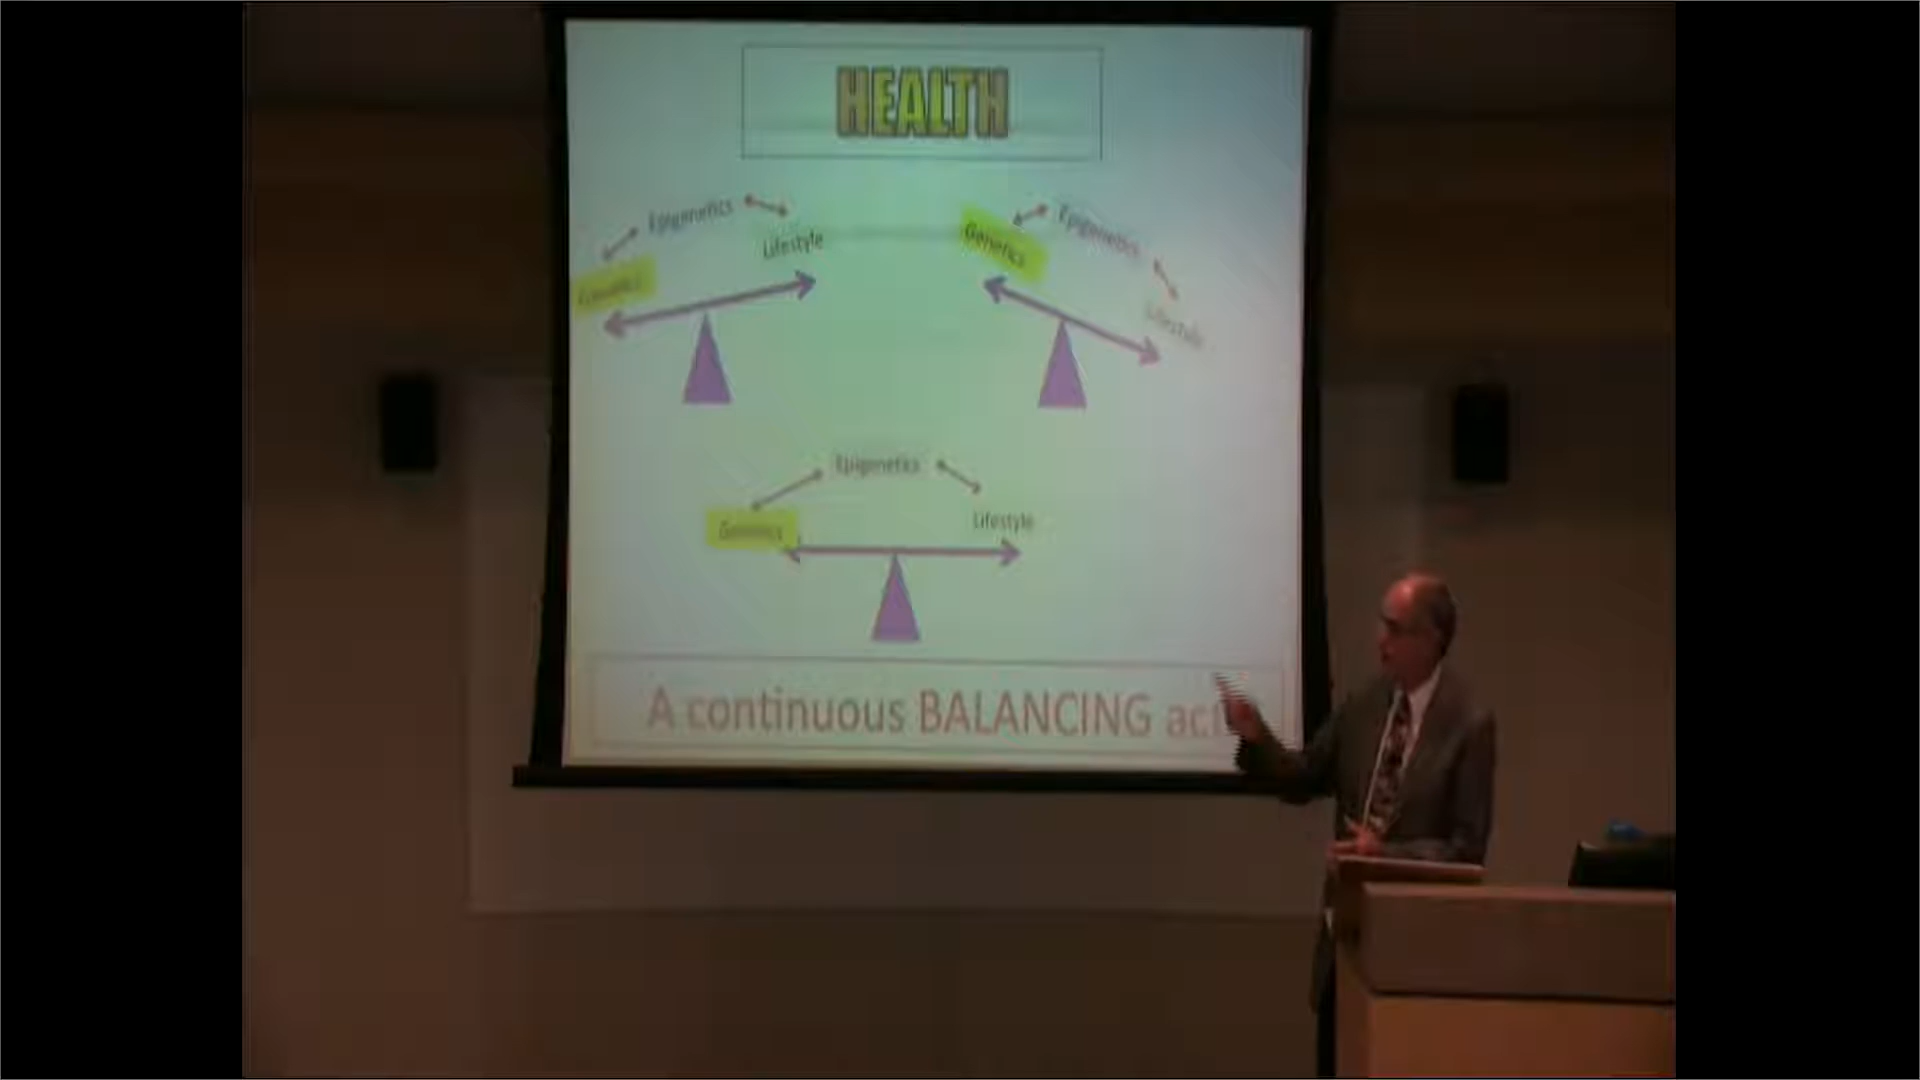 HEALTH
Epigenetics
Lifestyle
Genetics
Epigenetics
Genetics
Lifestyle
Epigenetics
Genetics
Lifestyle
A continuous BALANCING act